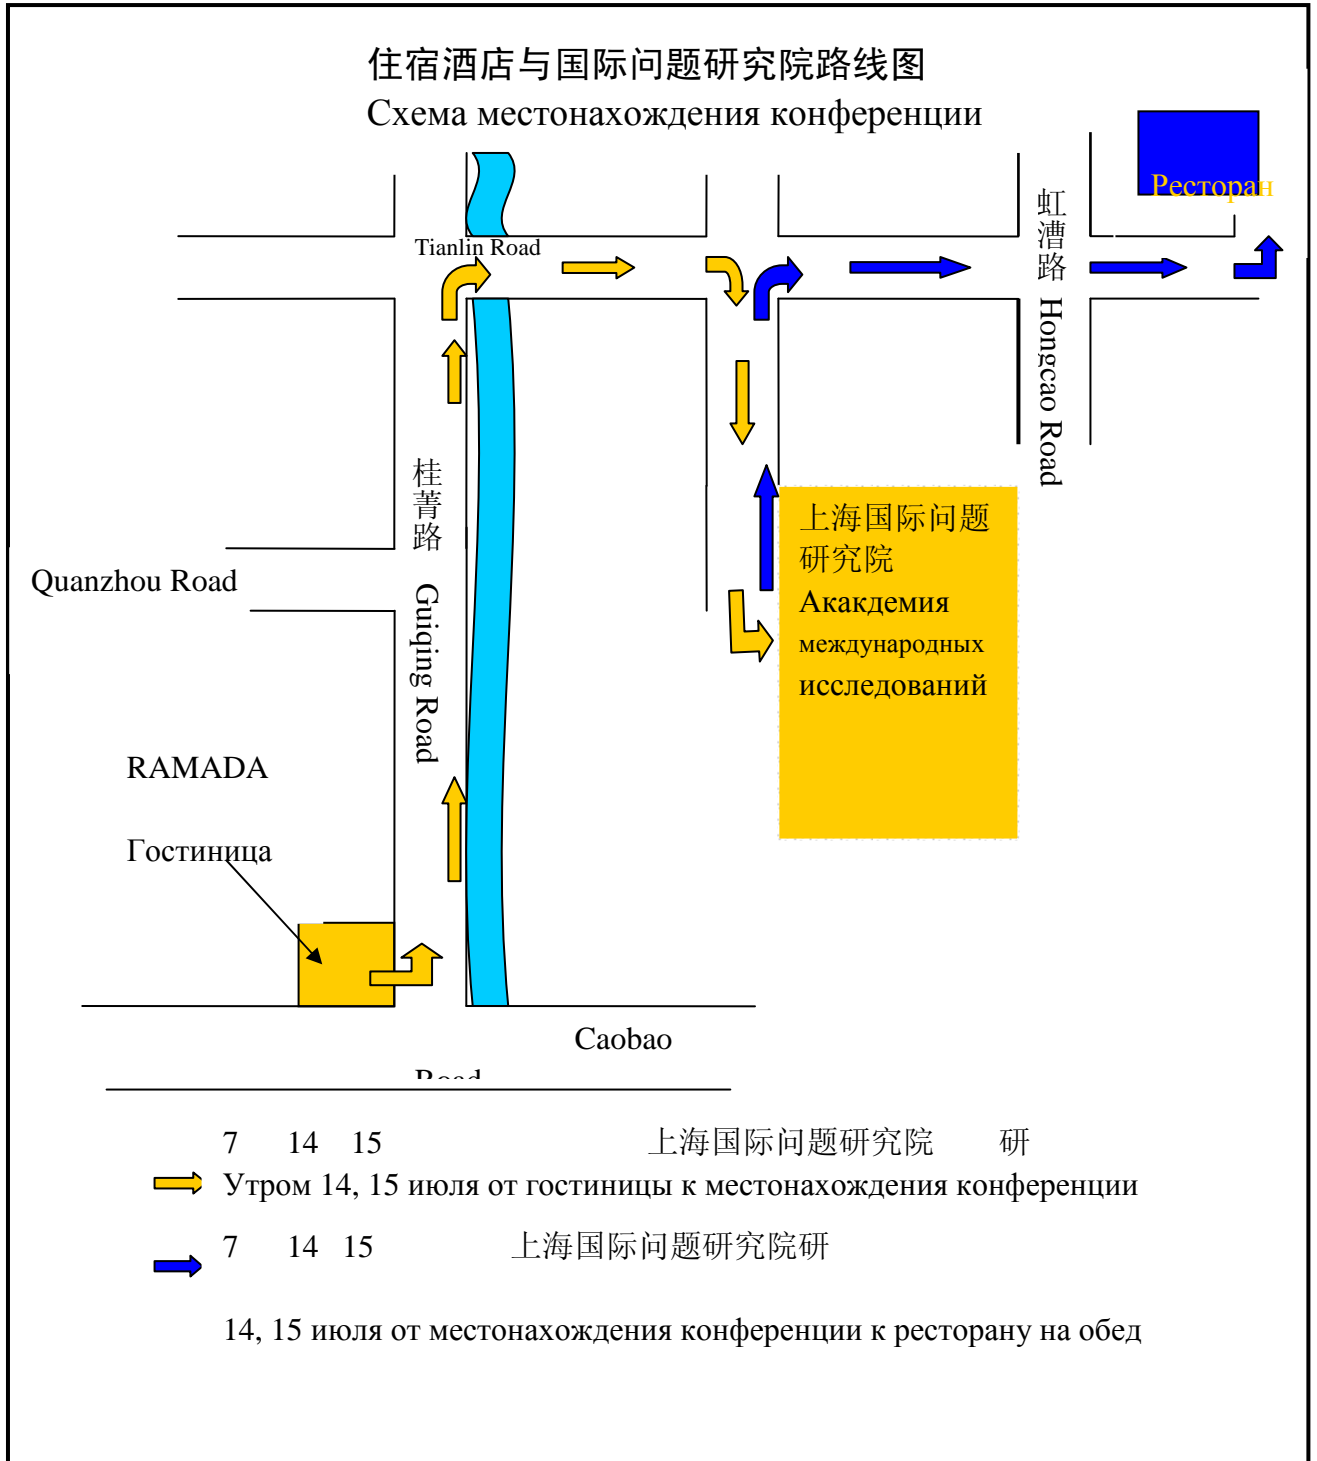 住宿酒店与国际问题研究院路线图
Схема местонахождения конференции
Ресторан
虹漕路 Hongcao Road
Tianlin Road
桂菁路 Guiqing Road
上海国际问题
研究院
Акакдемия
международных
исследований
Quanzhou Road
RAMADA
Гостиница
Caobao
Road
7 14 15 上海国际问题研究院 研
Утром 14, 15 июля от гостиницы к местонахождения конференции
7 14 15 上海国际问题研究院研
14, 15 июля от местонахождения конференции к ресторану на обед